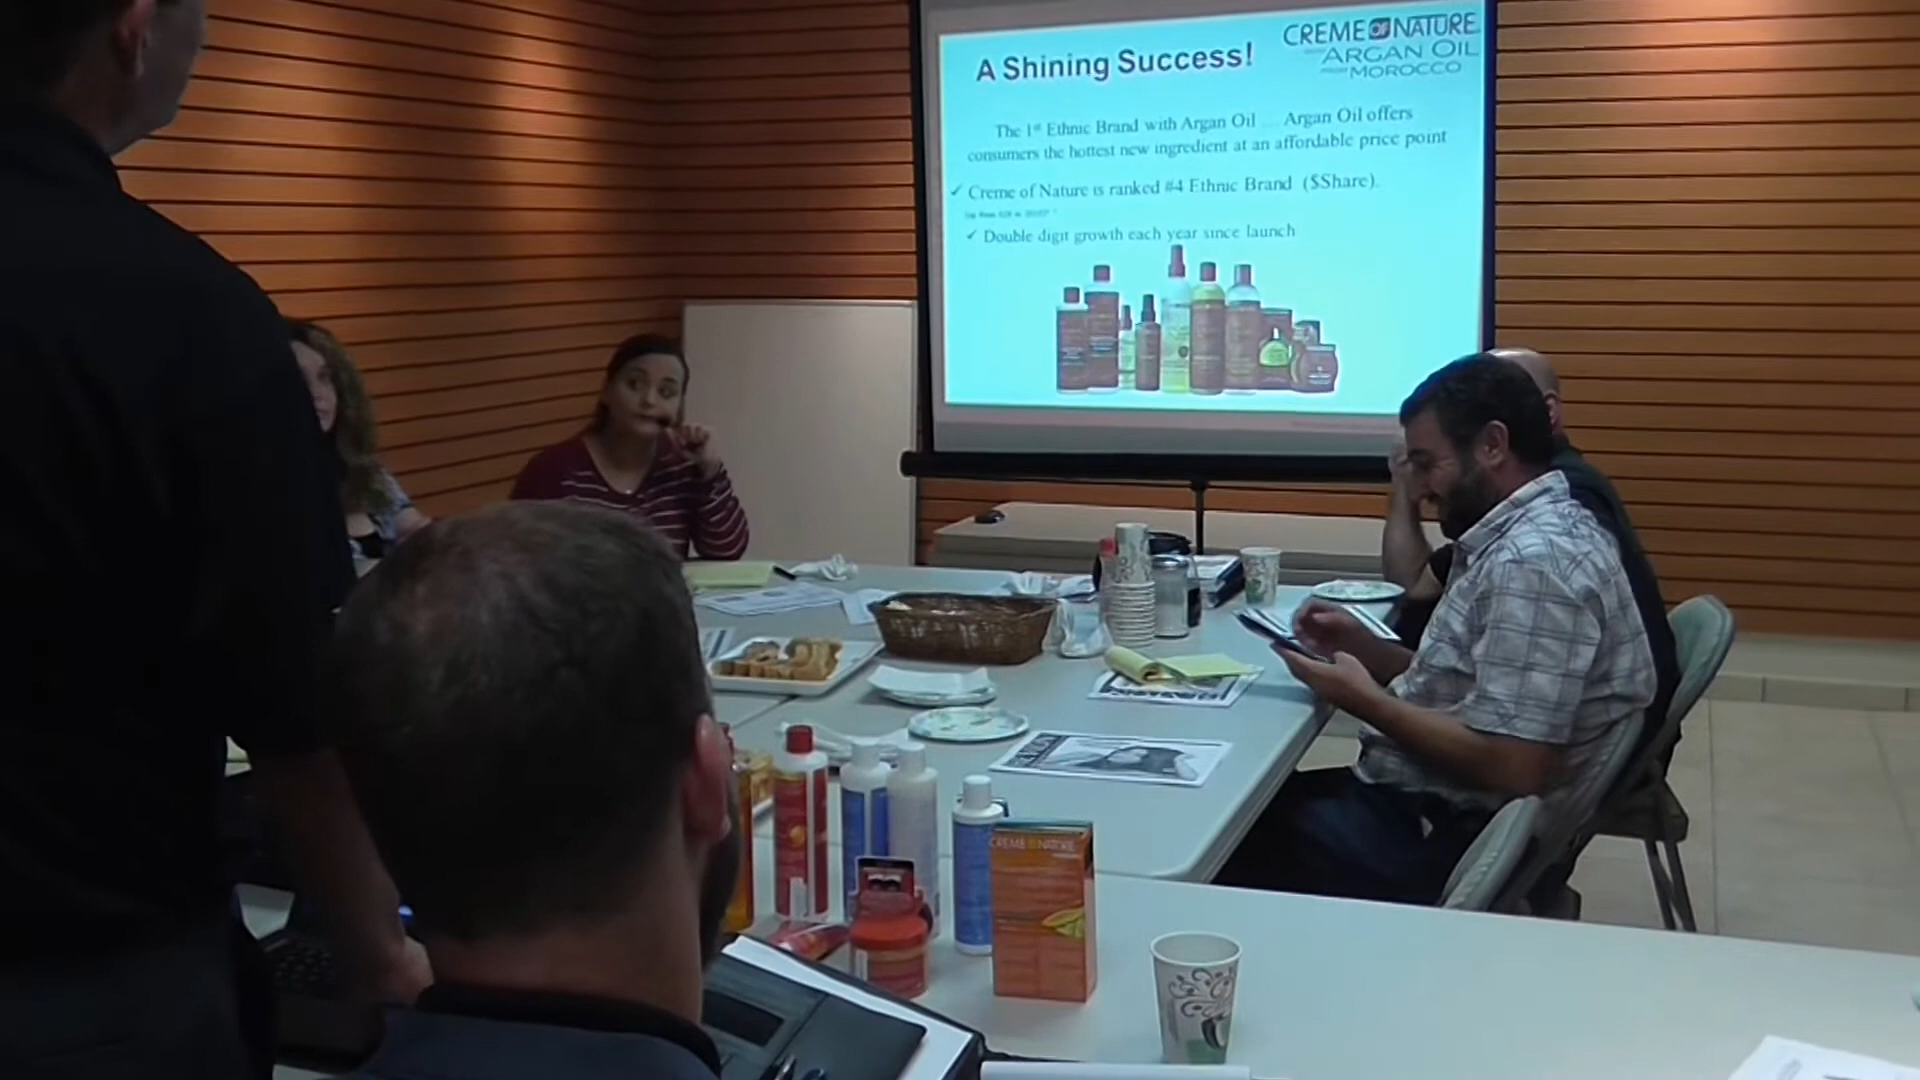 CREME OF NATURE
ARGAN OIL
FROM MOROCCO
A Shining Success!
The 1st Ethnic Brand with Argan Oil ... Argan Oil offers
consumers the hottest new ingredient at an affordable price point
✓ Creme of Nature is ranked #4 Ethnic Brand ($Share).
✓ Double digit growth each year since launch
CREME OF NATURE